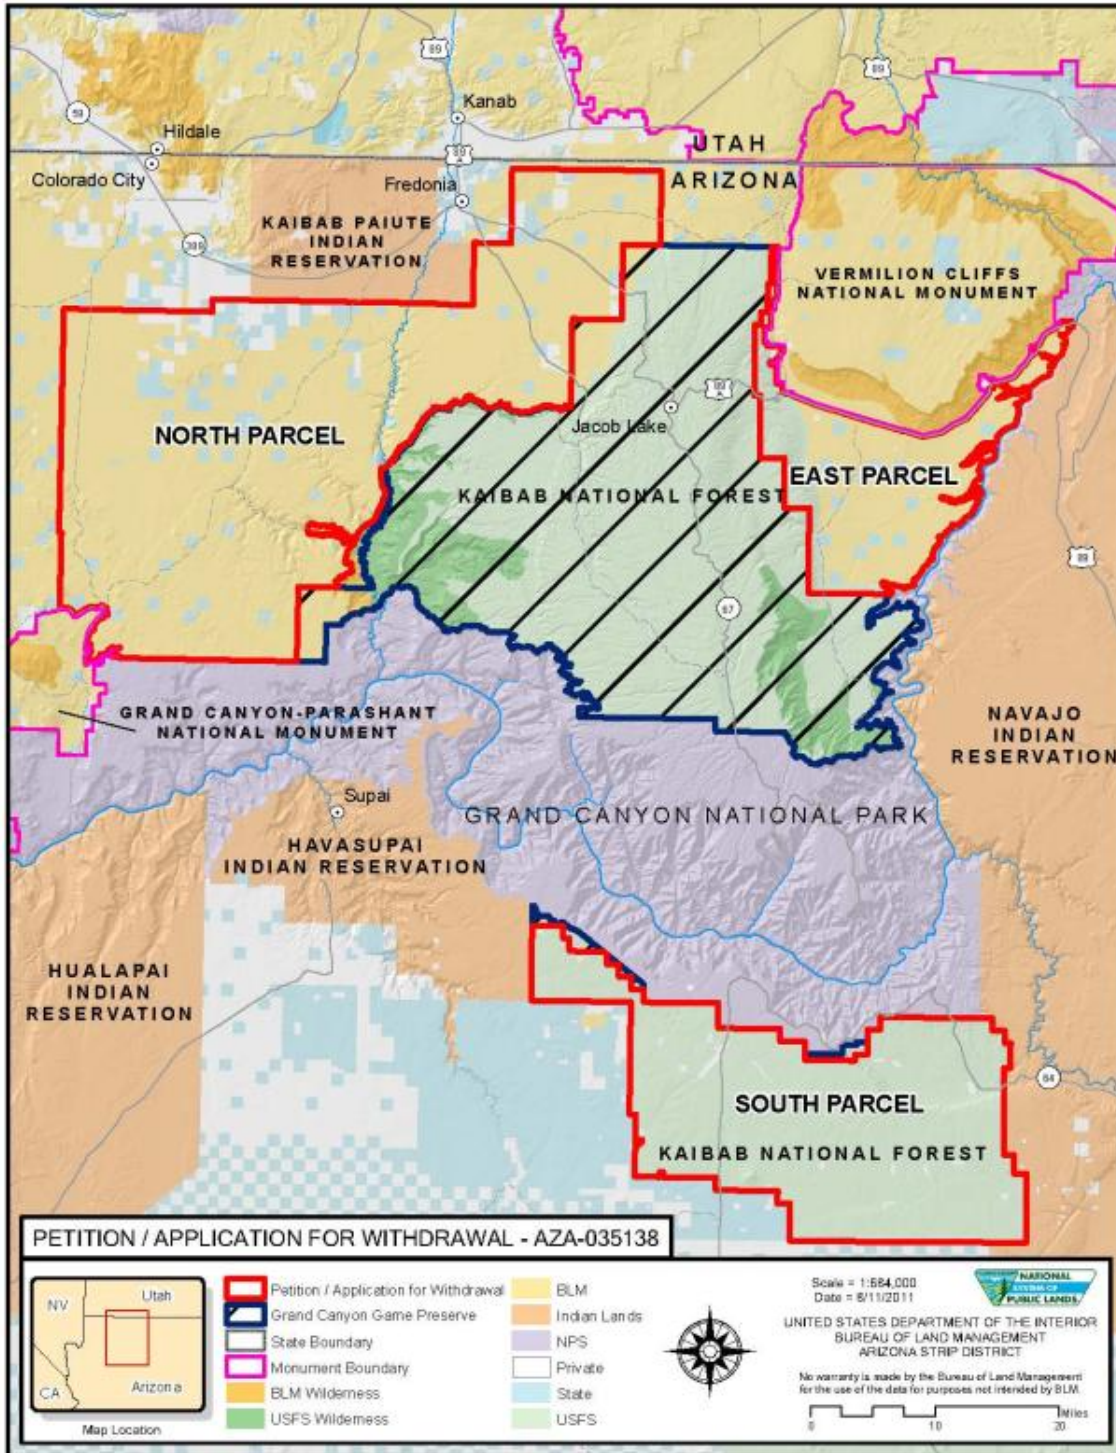 89
89
59
Kanab
Hildale
UTAH
89
A
Colorado City
Fredonia
ARIZONA
KAIBAB PAIUTE
INDIAN
RESERVATION
389
VERMILION CLIFFS
NATIONAL MONUMENT
89
A
Jacob Lake
NORTH PARCEL
EAST PARCEL
KAIBAB NATIONAL FOREST
89
67
GRAND CANYON-PARASHANT
NATIONAL MONUMENT
NAVAJO
INDIAN
RESERVATION
Supai
GRAND CANYON NATIONAL PARK
HAVASUPAI
INDIAN RESERVATION
HUALAPAI
INDIAN
RESERVATION
64
SOUTH PARCEL
KAIBAB NATIONAL FOREST
PETITION / APPLICATION FOR WITHDRAWAL - AZA-035138
NV
Utah
CA
Arizona
Map Location
Petition / Application for Withdrawal
Grand Canyon Game Preserve
State Boundary
Monument Boundary
BLM Wilderness
USFS Wilderness
BLM
Indian Lands
NPS
Private
State
USFS
Scale = 1:564,000
Date = 6/11/2011
NATIONAL
SYSTEM OF
PUBLIC LANDS
UNITED STATES DEPARTMENT OF THE INTERIOR
BUREAU OF LAND MANAGEMENT
ARIZONA STRIP DISTRICT
No warranty is made by the Bureau of Land Management
for the use of the data for purposes not intended by BLM.
Miles
0 10 20